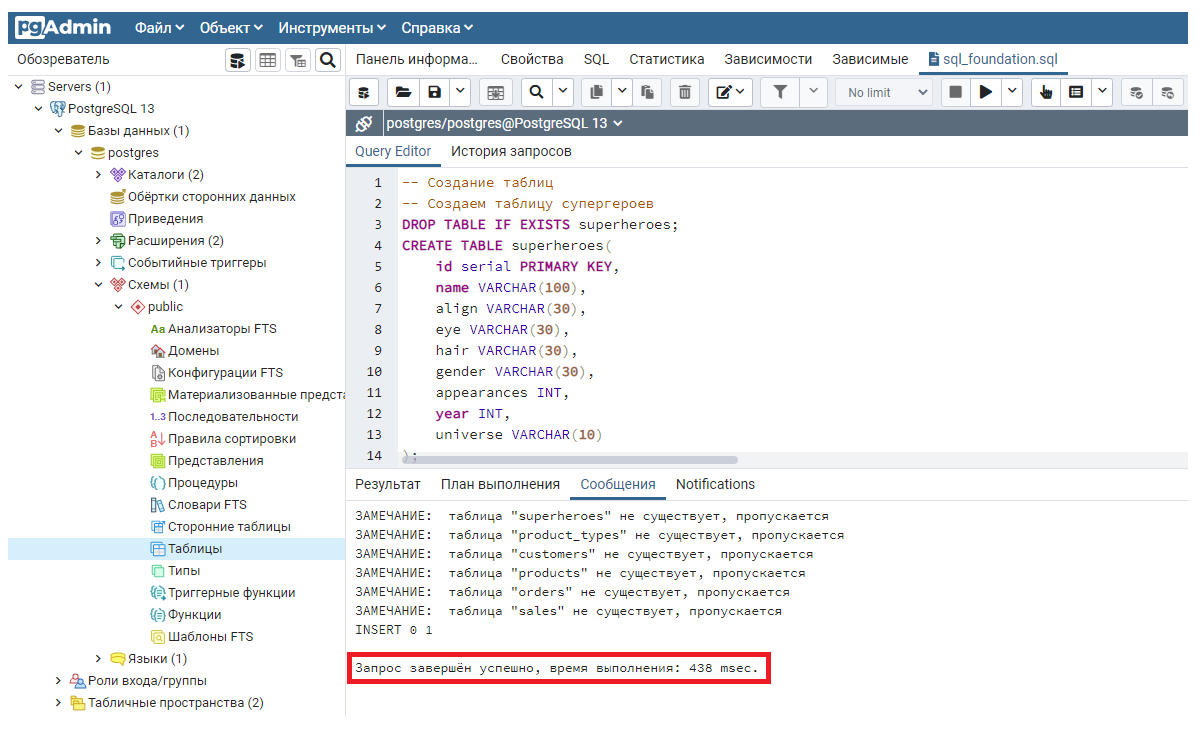 pgAdmin Файл Объект Инструменты Справка
Обозреватель
Панель информа... Свойства SQL Статистика Зависимости Зависимые sql_foundation.sql
Servers (1)
PostgreSQL 13
Базы данных (1)
postgres
Каталоги (2)
Обёртки сторонних данных
Приведения
Расширения (2)
Событийные триггеры
Схемы (1)
public
Aa Анализаторы FTS
Домены
Конфигурации FTS
Материализованные предста
1..3 Последовательности
Правила сортировки
Представления
Процедуры
Словари FTS
Сторонние таблицы
Таблицы
Типы
Триггерные функции
Функции
Шаблоны FTS
Языки (1)
Роли входа/группы
Табличные пространства (2)
No limit
postgres/postgres@PostgreSQL 13
Query Editor История запросов
1 -- Создание таблиц
2 -- Создаем таблицу супергероев
3 DROP TABLE IF EXISTS superheroes;
4 CREATE TABLE superheroes(
5 id serial PRIMARY KEY,
6 name VARCHAR(100),
7 align VARCHAR(30),
8 eye VARCHAR(30),
9 hair VARCHAR(30),
10 gender VARCHAR(30),
11 appearances INT,
12 year INT,
13 universe VARCHAR(10)
14 );
Результат План выполнения Сообщения Notifications
ЗАМЕЧАНИЕ: таблица "superheroes" не существует, пропускается
ЗАМЕЧАНИЕ: таблица "product_types" не существует, пропускается
ЗАМЕЧАНИЕ: таблица "customers" не существует, пропускается
ЗАМЕЧАНИЕ: таблица "products" не существует, пропускается
ЗАМЕЧАНИЕ: таблица "orders" не существует, пропускается
ЗАМЕЧАНИЕ: таблица "sales" не существует, пропускается
INSERT 0 1
Запрос завершён успешно, время выполнения: 438 msec.